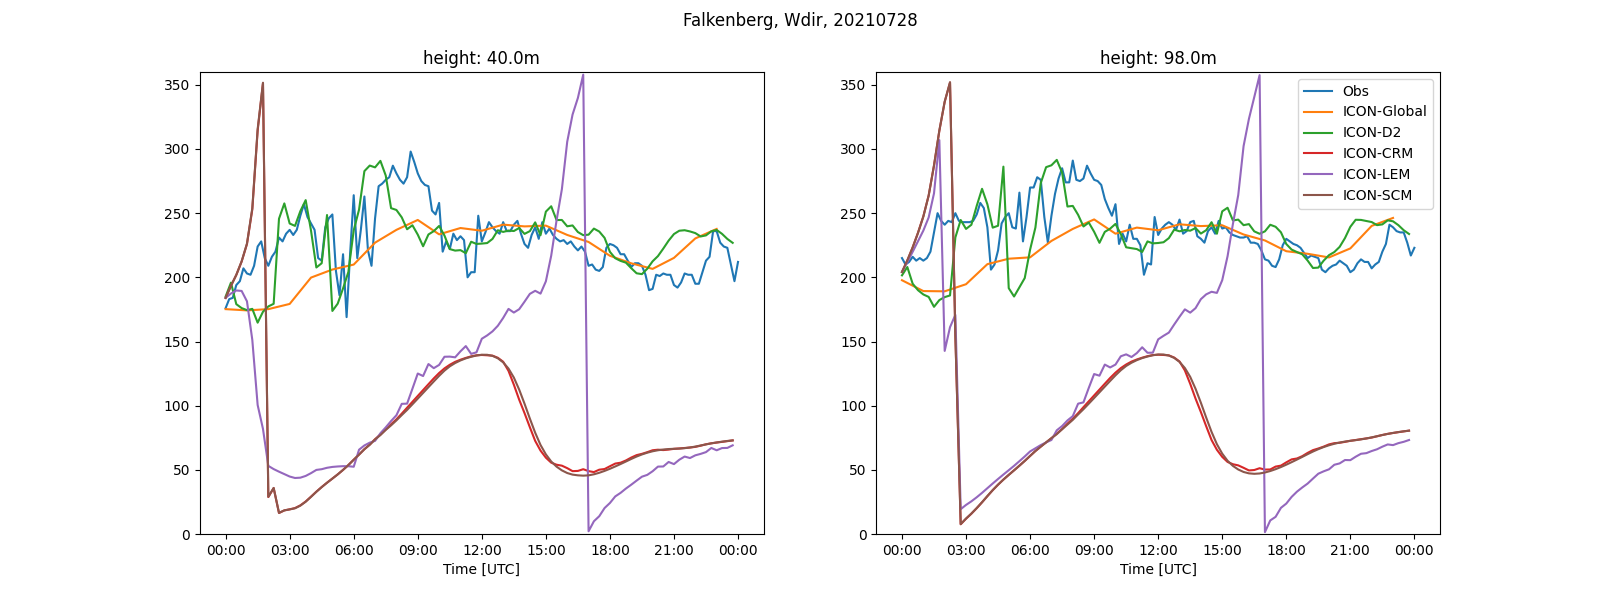 Falkenberg, Wdir, 20210728
height: 40.0m
350
300
250
200
150
100
50
0
00:00 03:00 06:00 09:00 12:00 15:00 18:00 21:00 00:00
Time [UTC]
height: 98.0m
350
300
250
200
150
100
50
0
00:00 03:00 06:00 09:00 12:00 15:00 18:00 21:00 00:00
Time [UTC]
Obs
ICON-Global
ICON-D2
ICON-CRM
ICON-LEM
ICON-SCM